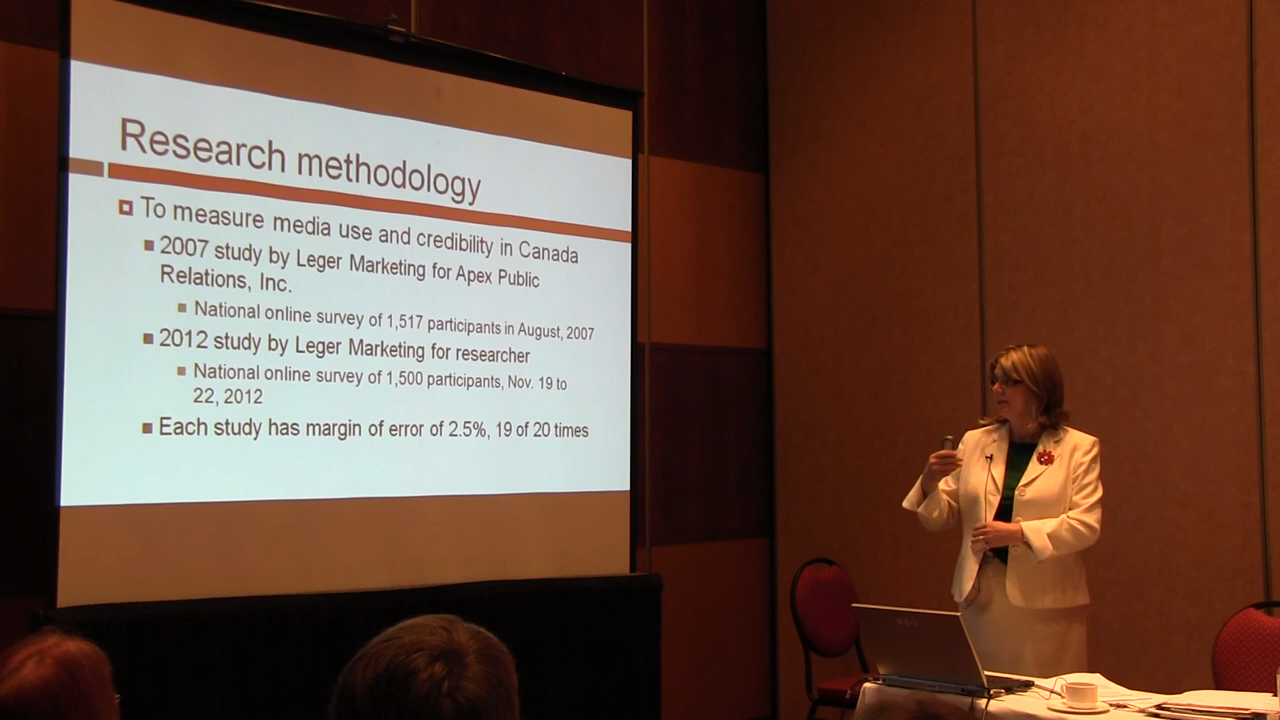 Research methodology
To measure media use and credibility in Canada
2007 study by Leger Marketing for Apex Public
Relations, Inc.
National online survey of 1,517 participants in August, 2007
2012 study by Leger Marketing for researcher
National online survey of 1,500 participants, Nov. 19 to
22, 2012
Each study has margin of error of 2.5%, 19 of 20 times